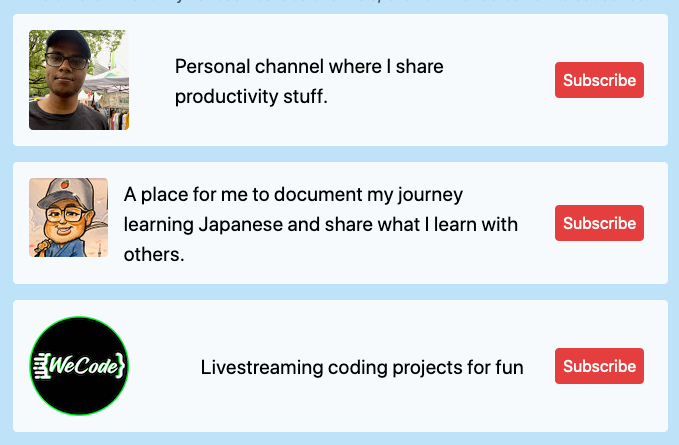 Personal channel where I share
productivity stuff.
Subscribe
A place for me to document my journey
learning Japanese and share what I learn with
others.
Subscribe
{WeCode}
Livestreaming coding projects for fun
Subscribe